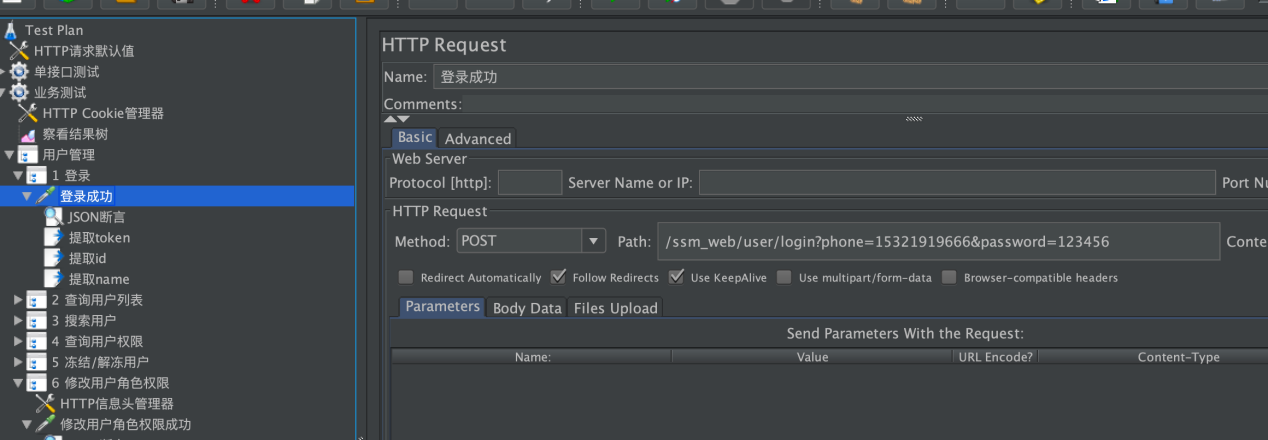 Test Plan
HTTP请求默认值
单接口测试
业务测试
HTTP Cookie管理器
察看结果树
用户管理
1 登录
登录成功
JSON断言
提取token
提取id
提取name
2 查询用户列表
3 搜索用户
4 查询用户权限
5 冻结/解冻用户
6 修改用户角色权限
HTTP信息头管理器
修改用户角色权限成功
HTTP Request
Name: 登录成功
Comments:
Basic Advanced
Web Server
Protocol [http]: Server Name or IP: Port Nu
HTTP Request
Method: POST Path: /ssm_web/user/login?phone=15321919666&password=123456 Conte
Redirect Automatically Follow Redirects Use KeepAlive Use multipart/form-data Browser-compatible headers
Parameters Body Data Files Upload
Send Parameters With the Request:
Name: Value URL Encode? Content-Type